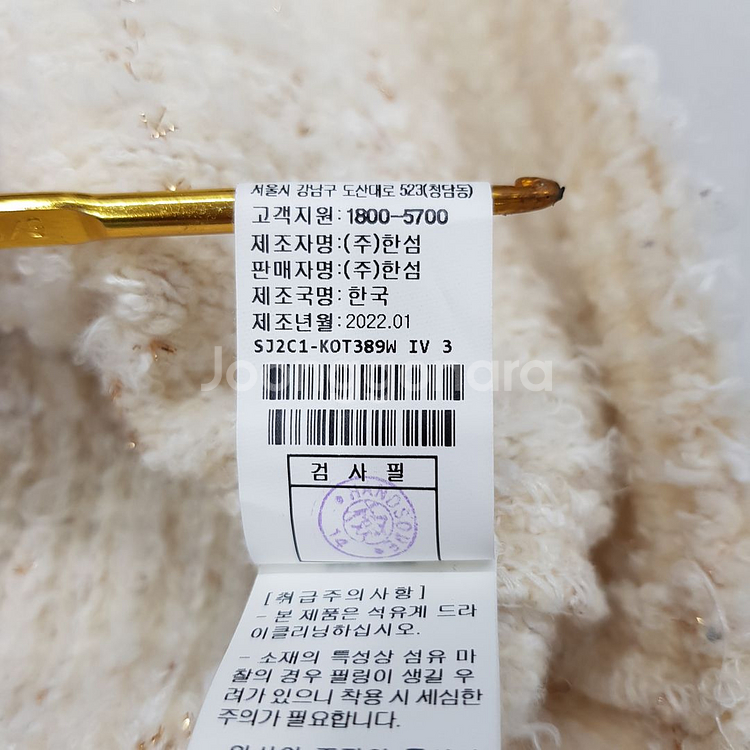 서울시 강남구 도산대로 523(청담동)
고객지원:1800-5700
제조자명:(주)한섬
판매자명:(주)한섬
제조국명:한국
제조년월:2022.01
SJ2C1-KOT389W IV 3
Joonggonara
검 사 필
HANDSOME
14
[취급주의사항]
- 본 제품은 석유계 드라
이클리닝하십시오.
- 소재의 특성상 섬유 마
찰의 경우 필링이 생길 우
려가 있으니 착용 시 세심한
주의가 필요합니다.